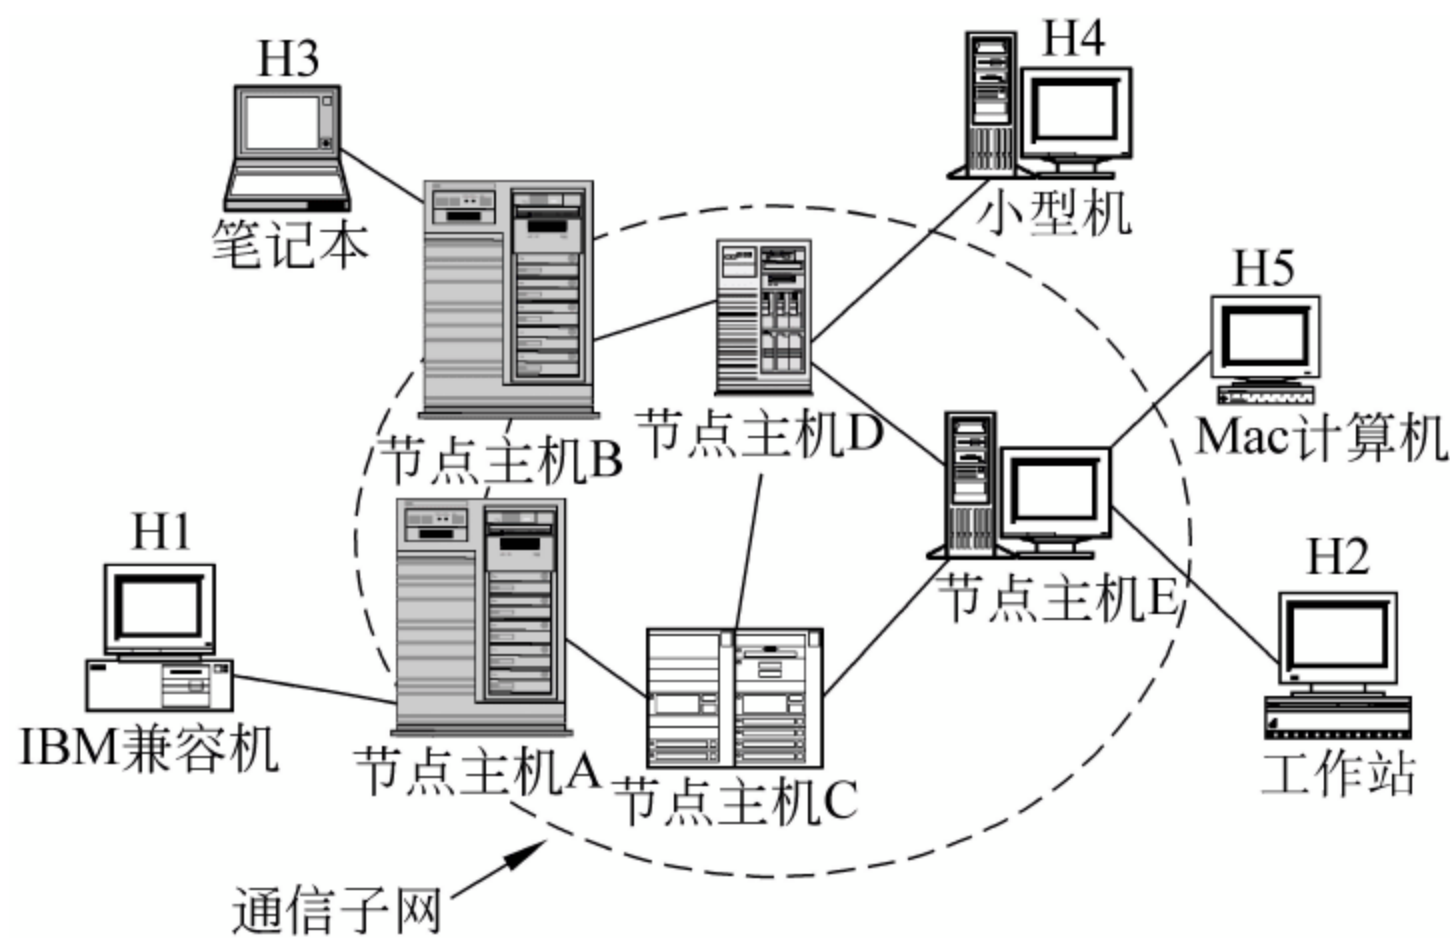 H3
笔记本
H4
小型机
H5
Mac计算机
节点主机B
节点主机D
H1
IBM兼容机
节点主机A
节点主机C
节点主机E
H2
工作站
通信子网